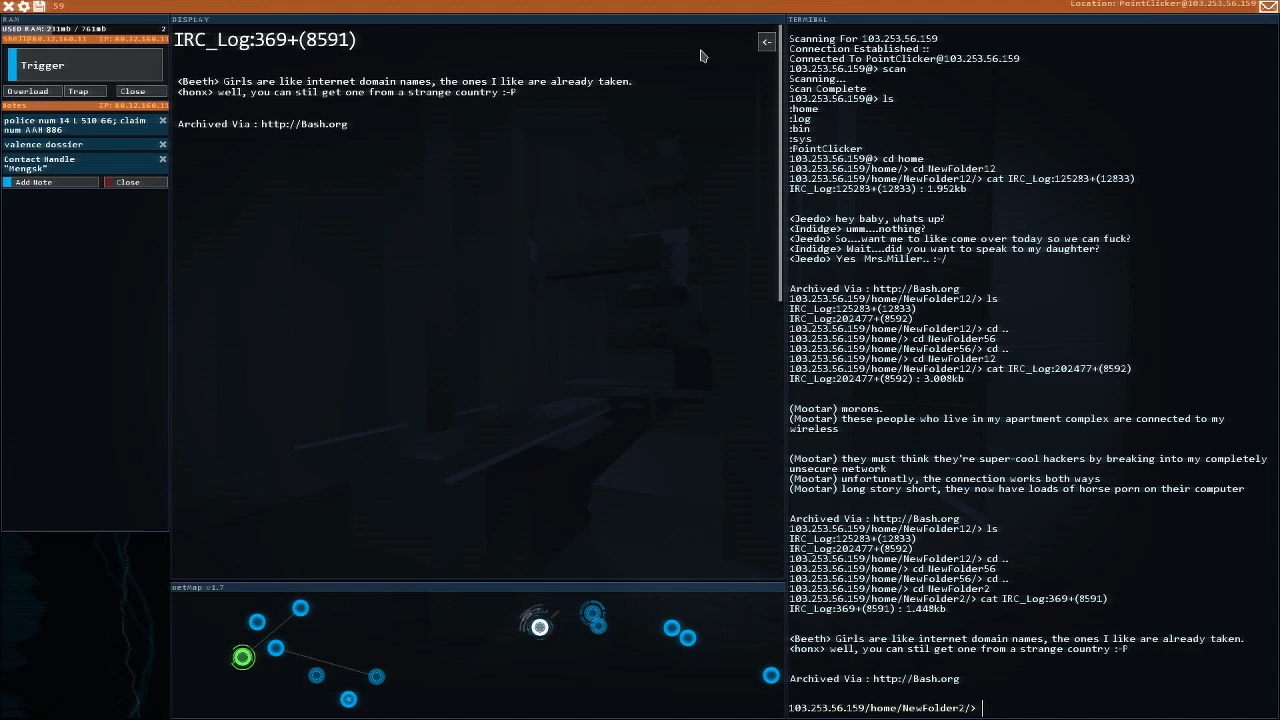 59
Location: PointClicker@103.253.56.159
RAM
USED RAM: 231mb / 761mb
2
Shell@80.32.160.11 IP: 80.32.160.11
Trigger
Overload
Trap
Close
Notes
IP: 80.32.160.11
police num 14 L 510 66; claim
num AAH 886
valence dossier
Contact Handle
"Mengsk"
Add Note
Close
DISPLAY
IRC_Log:369+(8591)
<-
<Beeth> Girls are like internet domain names, the ones I like are already taken.
<honx> well, you can stil get one from a strange country :-P
Archived Via : http://Bash.org
netMap v1.7
TERMINAL
Scanning For 103.253.56.159
Connection Established ::
Connected To PointClicker@103.253.56.159
103.253.56.159@> scan
Scanning...
Scan Complete
103.253.56.159@> ls
:home
:log
:bin
:sys
:PointClicker
103.253.56.159@> cd home
103.253.56.159/home/> cd NewFolder12
103.253.56.159/home/NewFolder12/> cat IRC_Log:125283+(12833)
IRC_Log:125283+(12833) : 1.952kb
<Jeedo> hey baby, whats up?
<Indidge> umm....nothing?
<Jeedo> So....want me to like come over today so we can fuck?
<Indidge> Wait....did you want to speak to my daughter?
<Jeedo> Yes  Mrs.Miller.. :-/
Archived Via : http://Bash.org
103.253.56.159/home/NewFolder12/> ls
IRC_Log:125283+(12833)
IRC_Log:202477+(8592)
103.253.56.159/home/NewFolder12/> cd ..
103.253.56.159/home/> cd NewFolder56
103.253.56.159/home/NewFolder56/> cd ..
103.253.56.159/home/> cd NewFolder12
103.253.56.159/home/NewFolder12/> cat IRC_Log:202477+(8592)
IRC_Log:202477+(8592) : 3.008kb
(Mootar) morons.
(Mootar) these people who live in my apartment complex are connected to my
wireless
(Mootar) they must think they're super-cool hackers by breaking into my completely
unsecure network
(Mootar) unfortunatly, the connection works both ways
(Mootar) long story short, they now have loads of horse porn on their computer
Archived Via : http://Bash.org
103.253.56.159/home/NewFolder12/> ls
IRC_Log:125283+(12833)
IRC_Log:202477+(8592)
103.253.56.159/home/NewFolder12/> cd ..
103.253.56.159/home/> cd NewFolder56
103.253.56.159/home/NewFolder56/> cd ..
103.253.56.159/home/> cd NewFolder2
103.253.56.159/home/NewFolder2/> cat IRC_Log:369+(8591)
IRC_Log:369+(8591) : 1.448kb
<Beeth> Girls are like internet domain names, the ones I like are already taken.
<honx> well, you can stil get one from a strange country :-P
Archived Via : http://Bash.org
103.253.56.159/home/NewFolder2/>